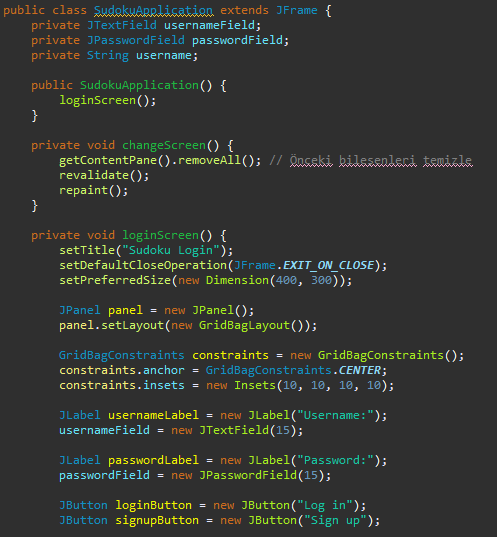 public class SudokuApplication extends JFrame {
private JTextField usernameField;
private JPasswordField passwordField;
private String username;
public SudokuApplication() {
loginScreen();
}
private void changeScreen() {
getContentPane().removeAll(); // Önceki bilesenleri temizle
revalidate();
repaint();
}
private void loginScreen() {
setTitle("Sudoku Login");
setDefaultCloseOperation(JFrame.EXIT_ON_CLOSE);
setPreferredSize(new Dimension(400, 300));
JPanel panel = new JPanel();
panel.setLayout(new GridBagLayout());
GridBagConstraints constraints = new GridBagConstraints();
constraints.anchor = GridBagConstraints.CENTER;
constraints.insets = new Insets(10, 10, 10, 10);
JLabel usernameLabel = new JLabel("Username:");
usernameField = new JTextField(15);
JLabel passwordLabel = new JLabel("Password:");
passwordField = new JPasswordField(15);
JButton loginButton = new JButton("Log in");
JButton signupButton = new JButton("Sign up");